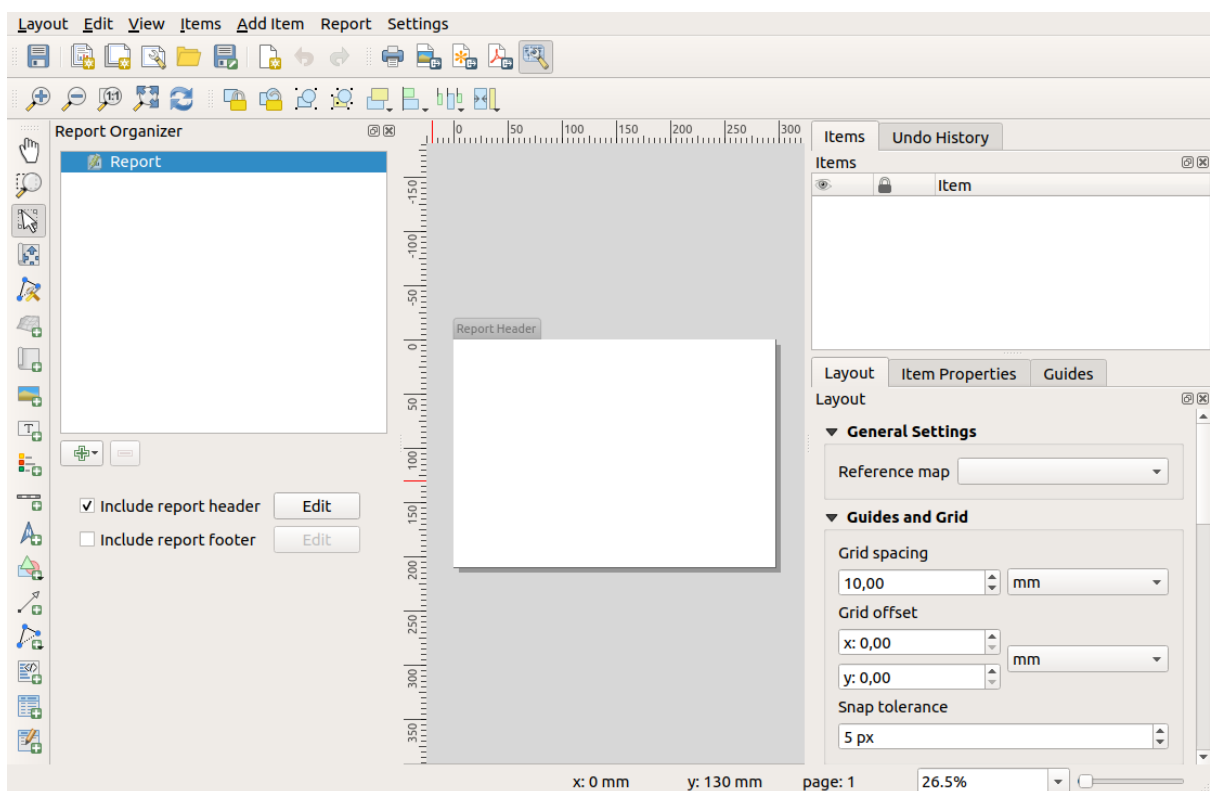 Layout Edit View Items Add Item Report Settings
1:1
Report Organizer
Report
Include report header Edit
Include report footer Edit
0 50 100 150 200 250 300
-150
-100
-50
0
50
100
150
200
250
300
350
Report Header
Items Undo History
Items
Item
Layout Item Properties Guides
Layout
General Settings
Reference map
Guides and Grid
Grid spacing
10,00 mm
Grid offset
x: 0,00
mm
y: 0,00
Snap tolerance
5 px
x: 0 mm y: 130 mm page: 1 26.5%